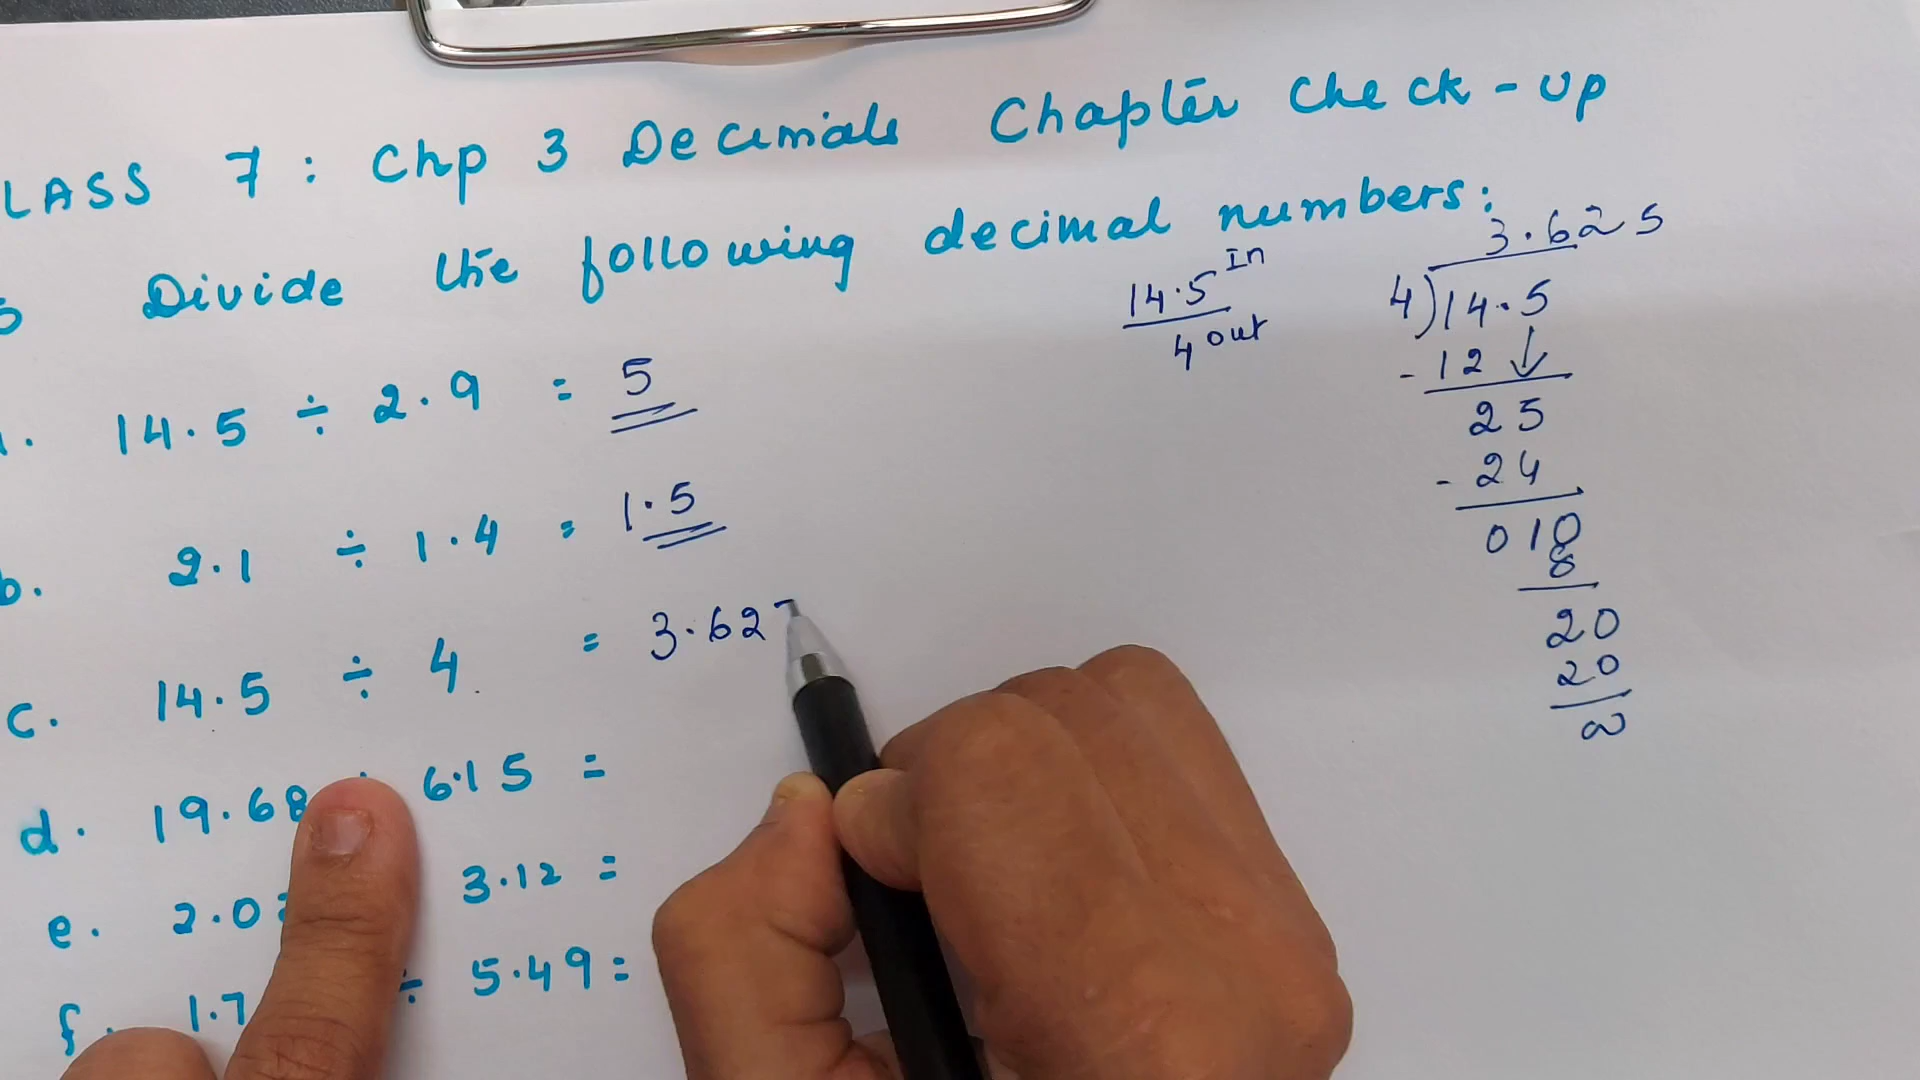 LASS 7 : Chp 3 Decimals Chapter Check-up
Divide the following decimal numbers:
14.5 ÷ 2.9 = 5
b. 2.1 ÷ 1.4 = 1.5
c. 14.5 ÷ 4 = 3.62
d. 19.68 ÷ 6.15 =
e. 2.0 3.12 =
f. 1.7 ÷ 5.49 =
14.5 In
4 out
3.625
4)14.5
- 12 ↓
25
- 24
010
8
20
20